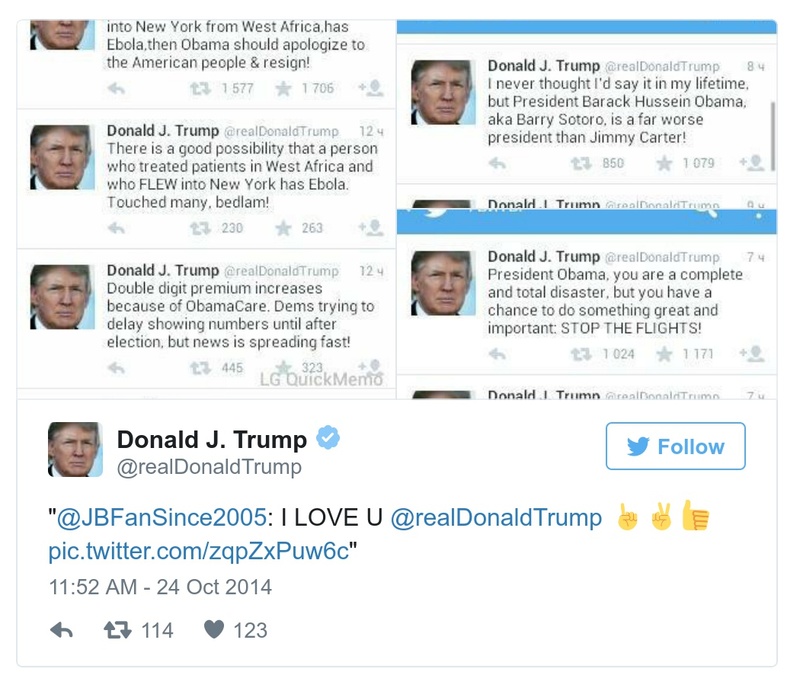 into New York from West Africa,has
Ebola,then Obama should apologize to
the American people & resign!
1 577 1 706
Donald J. Trump @realDonaldTrump 12 ч
There is a good possibility that a person
who treated patients in West Africa and
who FLEW into New York has Ebola.
Touched many, bedlam!
230 263
Donald J. Trump @realDonaldTrump 12 ч
Double digit premium increases
because of ObamaCare. Dems trying to
delay showing numbers until after
election, but news is spreading fast!
445 323
LG QuickMemo
Donald J. Trump @realDonaldTrump 8 ч
I never thought I'd say it in my lifetime,
but President Barack Hussein Obama,
aka Barry Sotoro, is a far worse
president than Jimmy Carter!
850 1 079
Donald J. Trump @realDonaldTrump 9 ч
Donald J. Trump @realDonaldTrump 7 ч
President Obama, you are a complete
and total disaster, but you have a
chance to do something great and
important: STOP THE FLIGHTS!
1 024 1 171
Donald J. Trump @realDonaldTrump 7 ч
Donald J. Trump
Follow
@realDonaldTrump
"@JBFanSince2005: I LOVE U @realDonaldTrump ☝️ ✌️ 👍
pic.twitter.com/zqpZxPuw6c"
11:52 AM - 24 Oct 2014
114 123